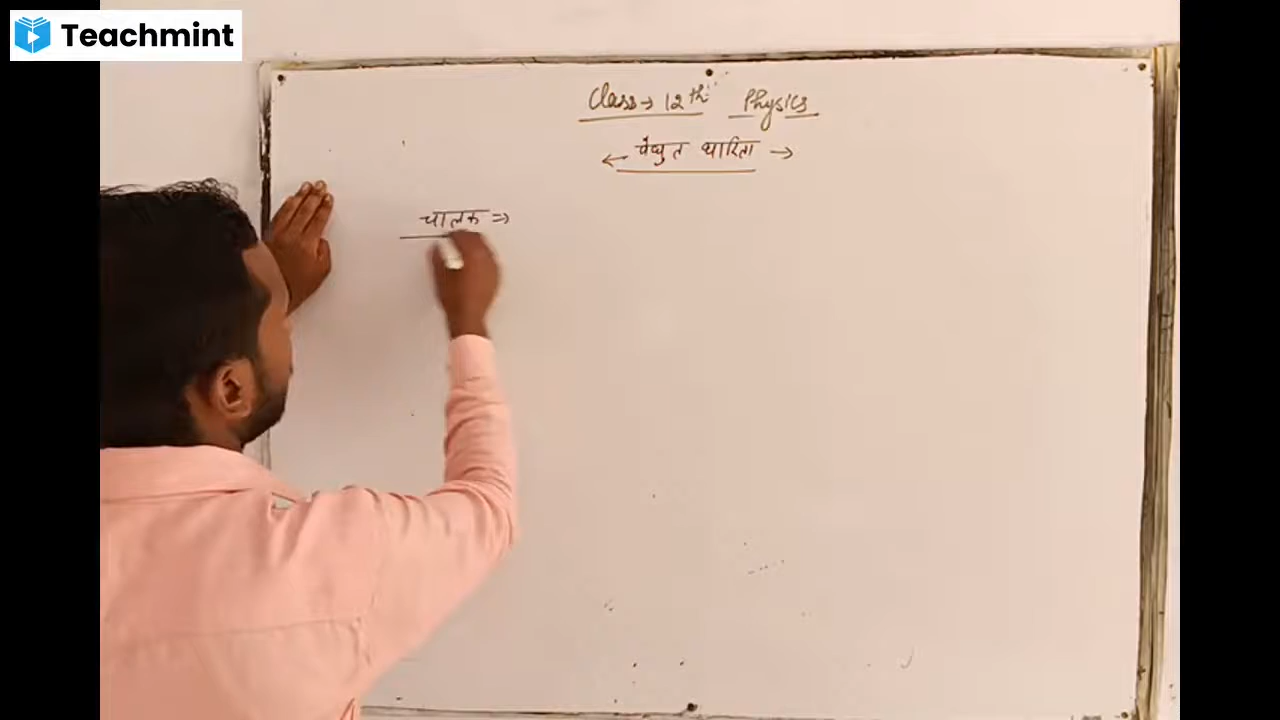 Teachmint
Class → 12th Physics
← वैद्युत धारिता →
चालक ⇒